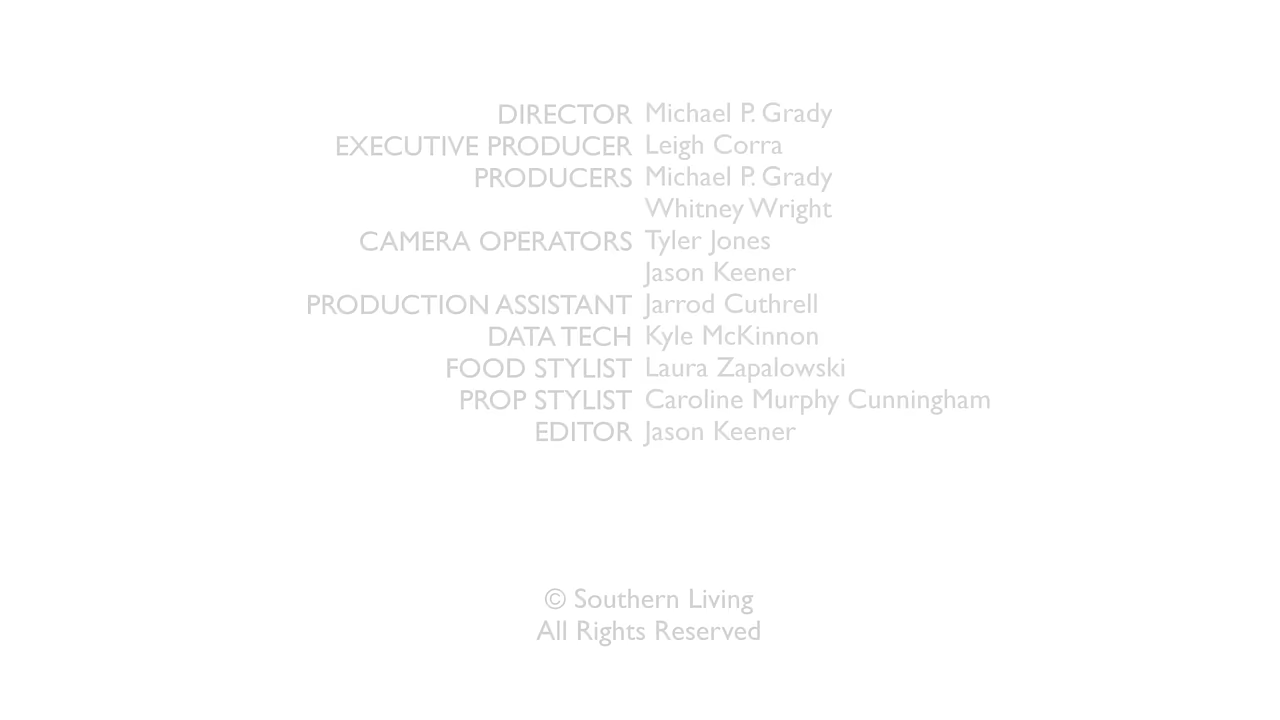 DIRECTOR Michael P. Grady
EXECUTIVE PRODUCER Leigh Corra
PRODUCERS Michael P. Grady
Whitney Wright
CAMERA OPERATORS Tyler Jones
Jason Keener
PRODUCTION ASSISTANT Jarrod Cuthrell
DATA TECH Kyle McKinnon
FOOD STYLIST Laura Zapalowski
PROP STYLIST Caroline Murphy Cunningham
EDITOR Jason Keener
© Southern Living
All Rights Reserved